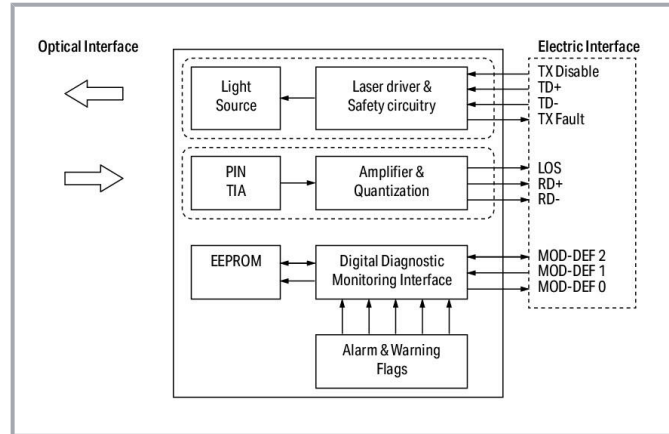 Optical Interface
Electric Interface
Light
Source
Laser driver &
Safety circuitry
TX Disable
TD+
TD-
TX Fault
PIN
TIA
Amplifier &
Quantization
LOS
RD+
RD-
EEPROM
Digital Diagnostic
Monitoring Interface
MOD-DEF 2
MOD-DEF 1
MOD-DEF 0
Alarm & Warning
Flags